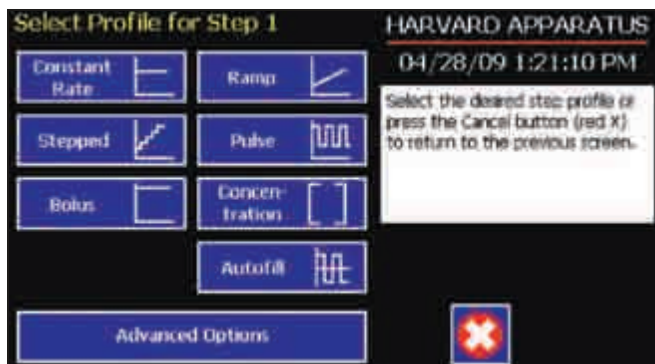 Select Profile for Step 1
HARVARD APPARATUS
04/28/09 1:21:10 PM
Constant
Rate
Ramp
Select the desired step profile or
press the Cancel button (red X)
to return to the previous screen.
Stepped
Pulse
Bolus
Concen-
tration
Autofill
Advanced Options